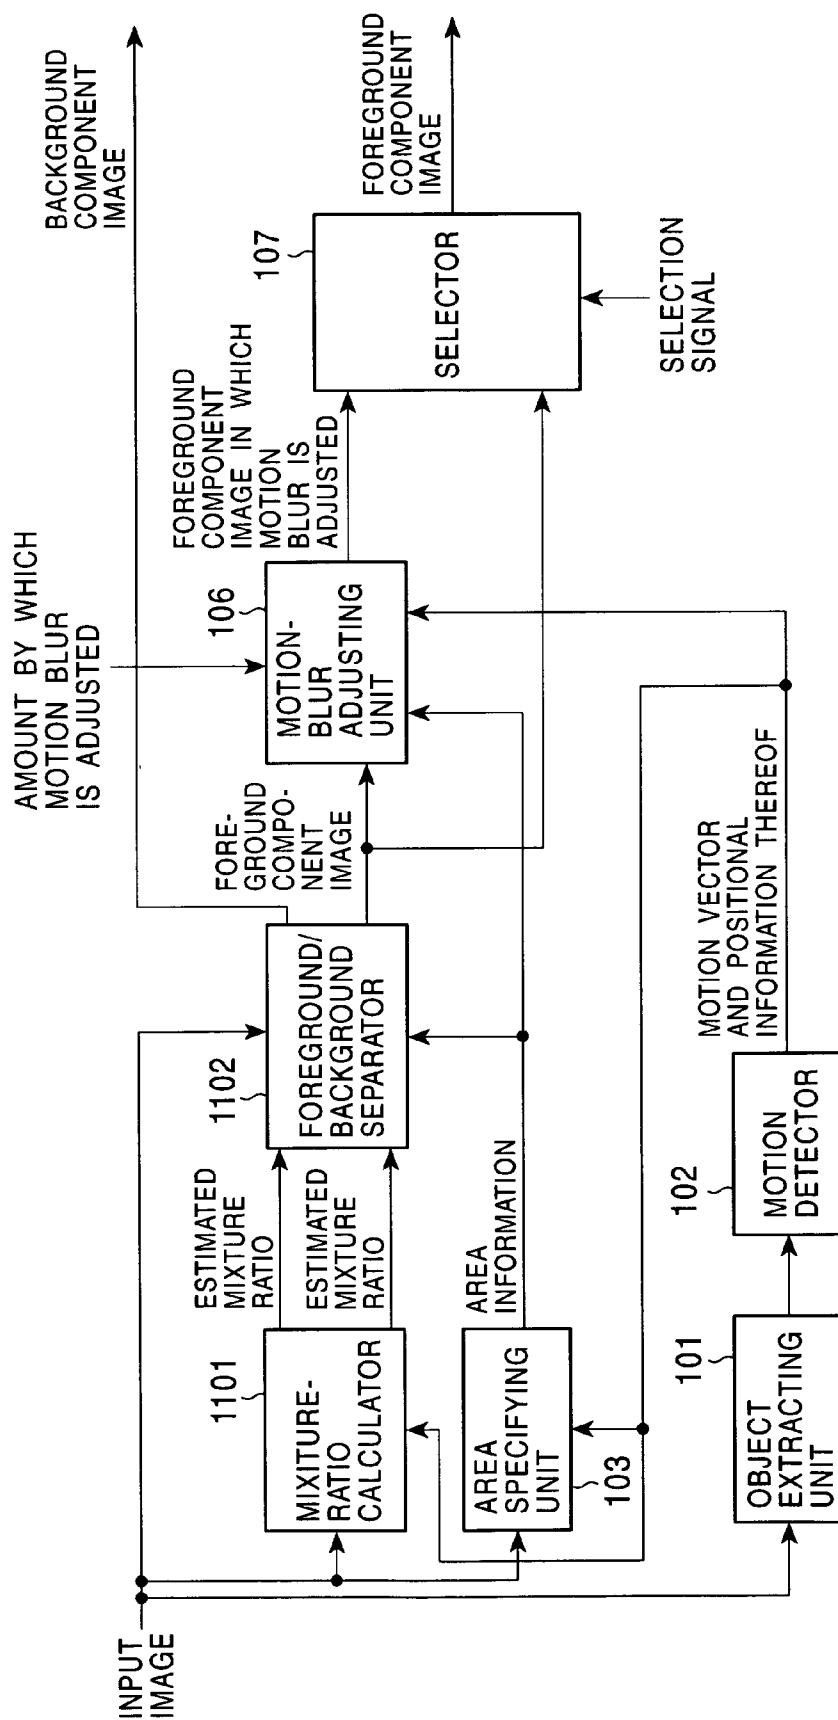 INPUT
IMAGE
1101
MIXITURE-
RATIO
CALCULATOR
ESTIMATED
MIXTURE
RATIO
ESTIMATED
MIXTURE
RATIO
AREA
SPECIFYING
UNIT
103
AREA
INFORMATION
101
OBJECT
EXTRACTING
UNIT
102
MOTION
DETECTOR
MOTION VECTOR
AND POSITIONAL
INFORMATION THEREOF
1102
FOREGROUND/
BACKGROUND
SEPARATOR
FORE-
GROUND
COMPO-
NENT
IMAGE
AMOUNT BY WHICH
MOTION BLUR
IS ADJUSTED
106
MOTION-
BLUR
ADJUSTING
UNIT
FOREGROUND
COMPONENT
IMAGE IN WHICH
MOTION
BLUR IS
ADJUSTED
107
SELECTOR
SELECTION
SIGNAL
BACKGROUND
COMPONENT
IMAGE
FOREGROUND
COMPONENT
IMAGE